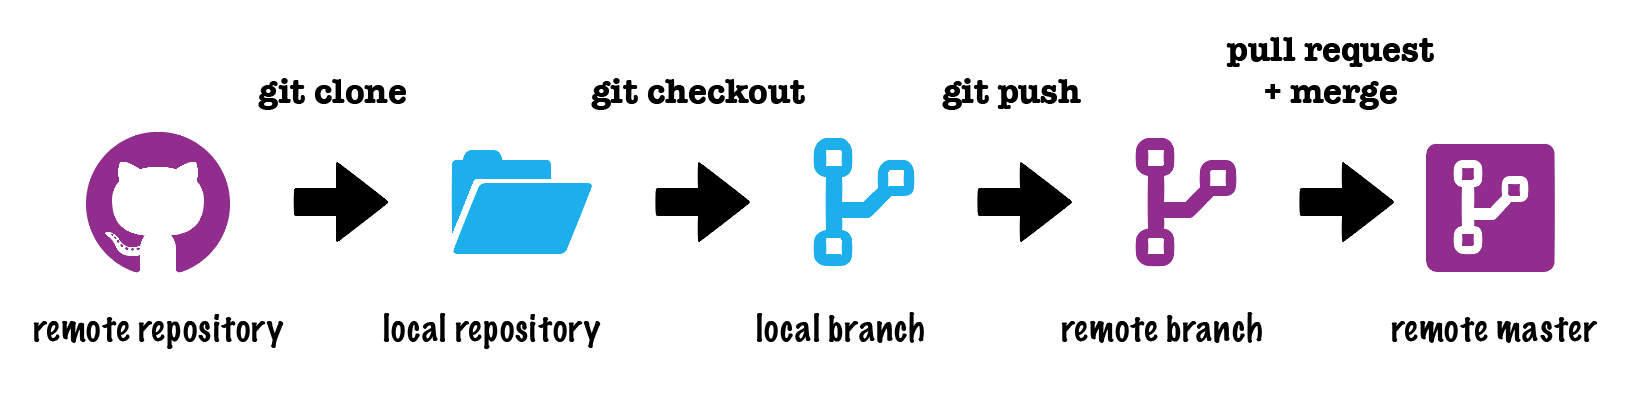 git clone
git checkout
git push
pull request
+ merge
remote repository
local repository
local branch
remote branch
remote master